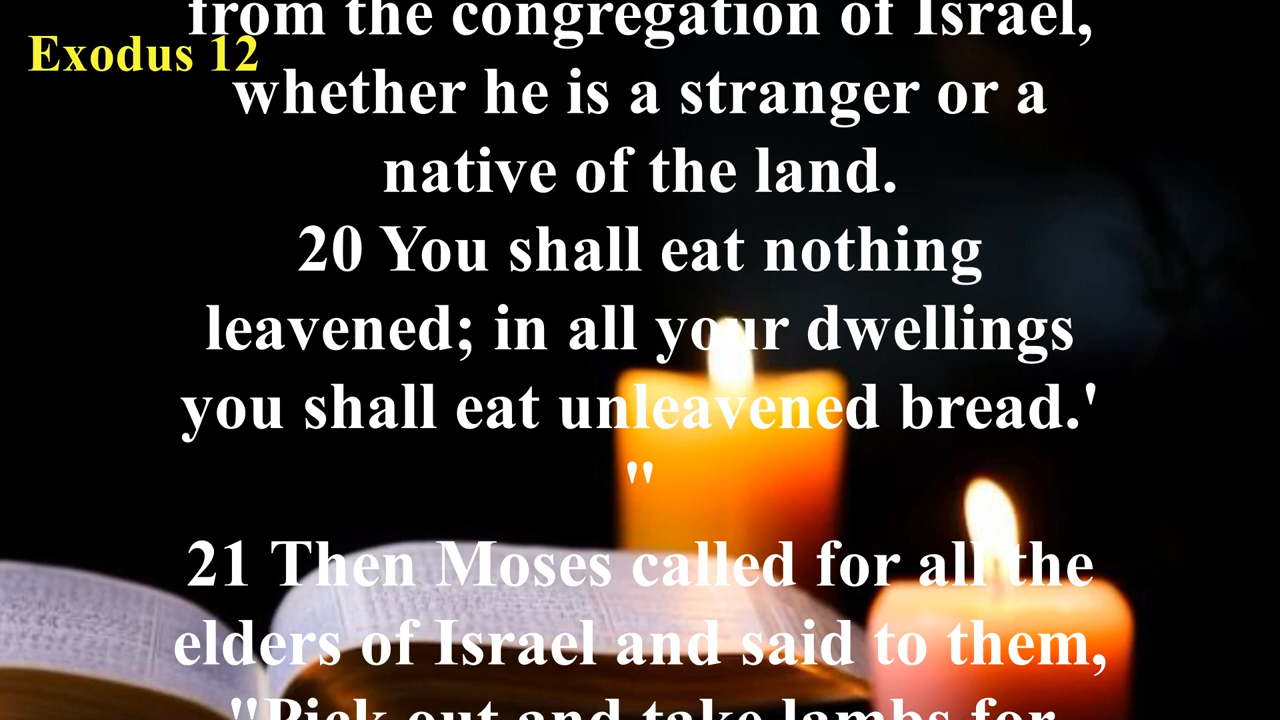 from the congregation of Israel,
Exodus 12
whether he is a stranger or a
native of the land.
20 You shall eat nothing
leavened; in all your dwellings
you shall eat unleavened bread.'
"
21 Then Moses called for all the
elders of Israel and said to them,
"Pick out and take lambs for